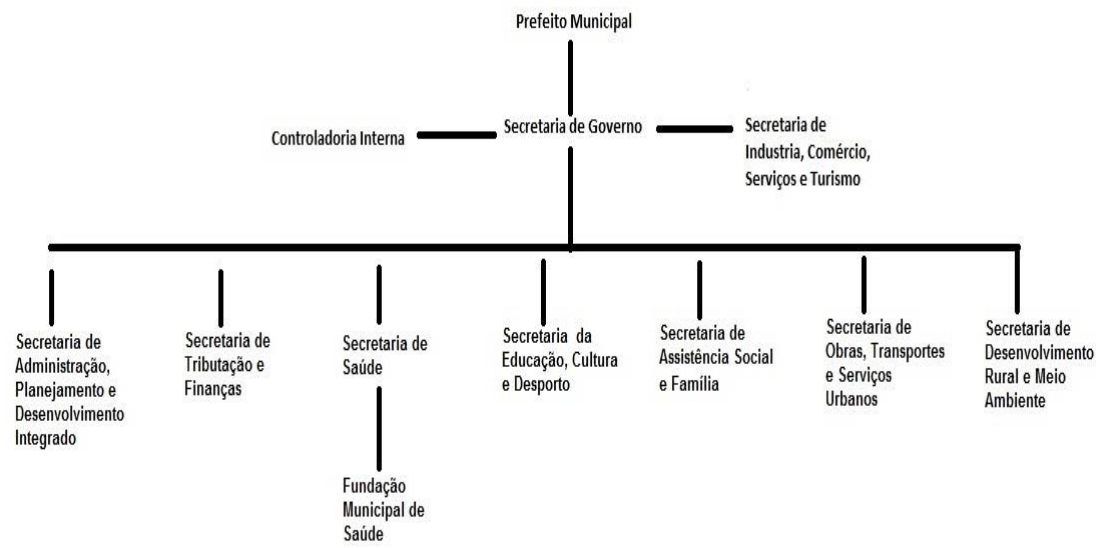 Prefeito Municipal
Controladoria Interna
Secretaria de Governo
Secretaria de
Industria, Comércio,
Serviços e Turismo
Secretaria de
Administração,
Planejamento e
Desenvolvimento
Integrado
Secretaria de
Tributação e
Finanças
Secretaria de
Saúde
Fundação
Municipal de
Saúde
Secretaria da
Educação, Cultura
e Desporto
Secretaria de
Assistência Social
e Família
Secretaria de
Obras, Transportes
e Serviços
Urbanos
Secretaria de
Desenvolvimento
Rural e Meio
Ambiente